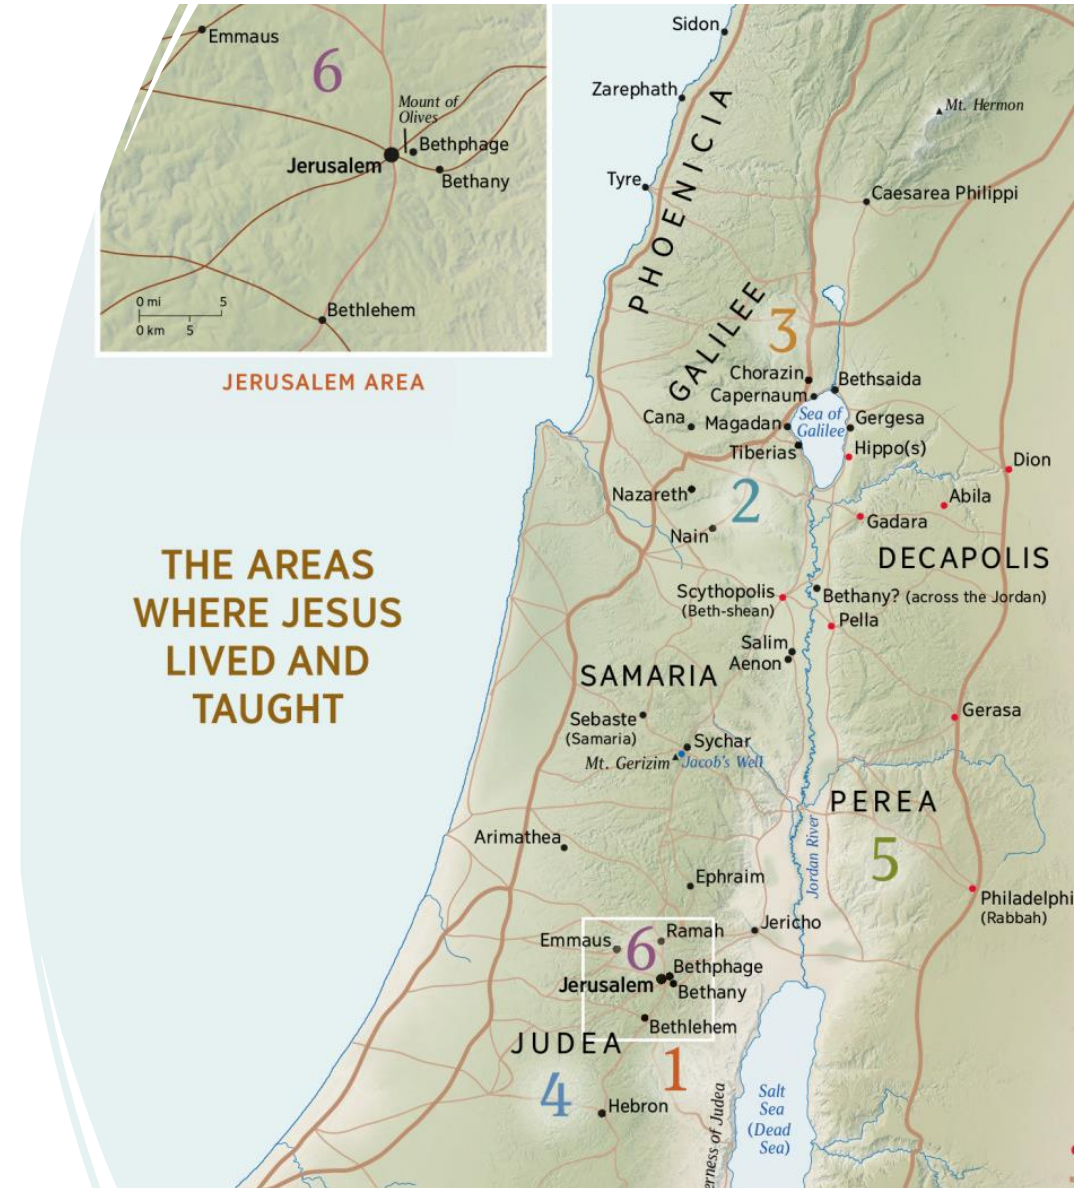 Emmaus
6
Mount of
Olives
Bethphage
Jerusalem
Bethany
Bethlehem
0 mi 5
0 km 5
JERUSALEM AREA
THE AREAS
WHERE JESUS
LIVED AND
TAUGHT
Sidon
Zarephath
Mt. Hermon
PHOENICIA
Tyre
Caesarea Philippi
GALILEE
3
Chorazin
Bethsaida
Capernaum
Cana
Magadan
Sea of
Galilee
Gergesa
Tiberias
Hippo(s)
Dion
Nazareth
2
Abila
Gadara
Nain
DECAPOLIS
Scythopolis
(Beth-shean)
Bethany? (across the Jordan)
Pella
Salim
Aenon
SAMARIA
Sebaste
(Samaria)
Gerasa
Sychar
Mt. Gerizim
Jacob's Well
PEREA
5
Jordan River
Arimathea
Ephraim
Philadelphi
(Rabbah)
Jericho
Ramah
Emmaus
6
Bethphage
Jerusalem
Bethany
Bethlehem
JUDEA
1
4
Hebron
erness of Judea
Salt
Sea
(Dead
Sea)